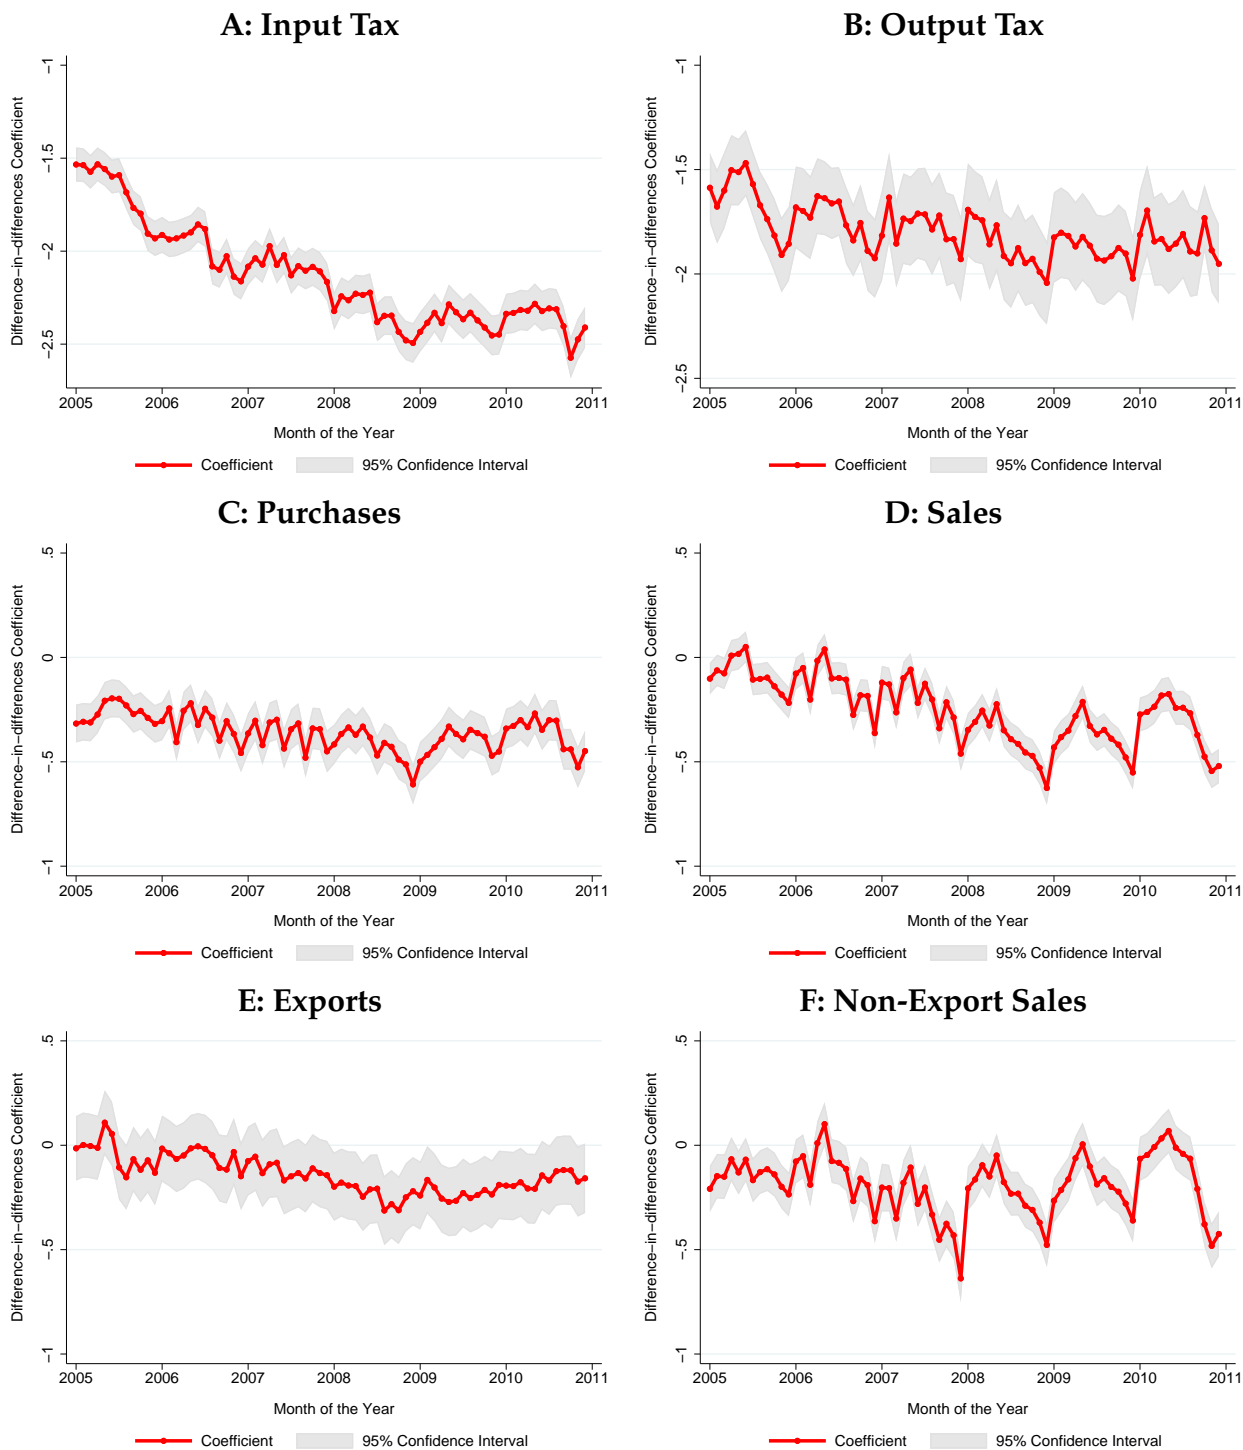 A: Input Tax
Difference-in-differences Coefficient
-1
-1.5
-2
-2.5
2005 2006 2007 2008 2009 2010 2011
Month of the Year
Coefficient 95% Confidence Interval
B: Output Tax
Difference-in-differences Coefficient
-1
-1.5
-2
-2.5
2005 2006 2007 2008 2009 2010 2011
Month of the Year
Coefficient 95% Confidence Interval
C: Purchases
Difference-in-differences Coefficient
.5
0
-.5
-1
2005 2006 2007 2008 2009 2010 2011
Month of the Year
Coefficient 95% Confidence Interval
D: Sales
Difference-in-differences Coefficient
.5
0
-.5
-1
2005 2006 2007 2008 2009 2010 2011
Month of the Year
Coefficient 95% Confidence Interval
E: Exports
Difference-in-differences Coefficient
.5
0
-.5
-1
2005 2006 2007 2008 2009 2010 2011
Month of the Year
Coefficient 95% Confidence Interval
F: Non-Export Sales
Difference-in-differences Coefficient
.5
0
-.5
-1
2005 2006 2007 2008 2009 2010 2011
Month of the Year
Coefficient 95% Confidence Interval